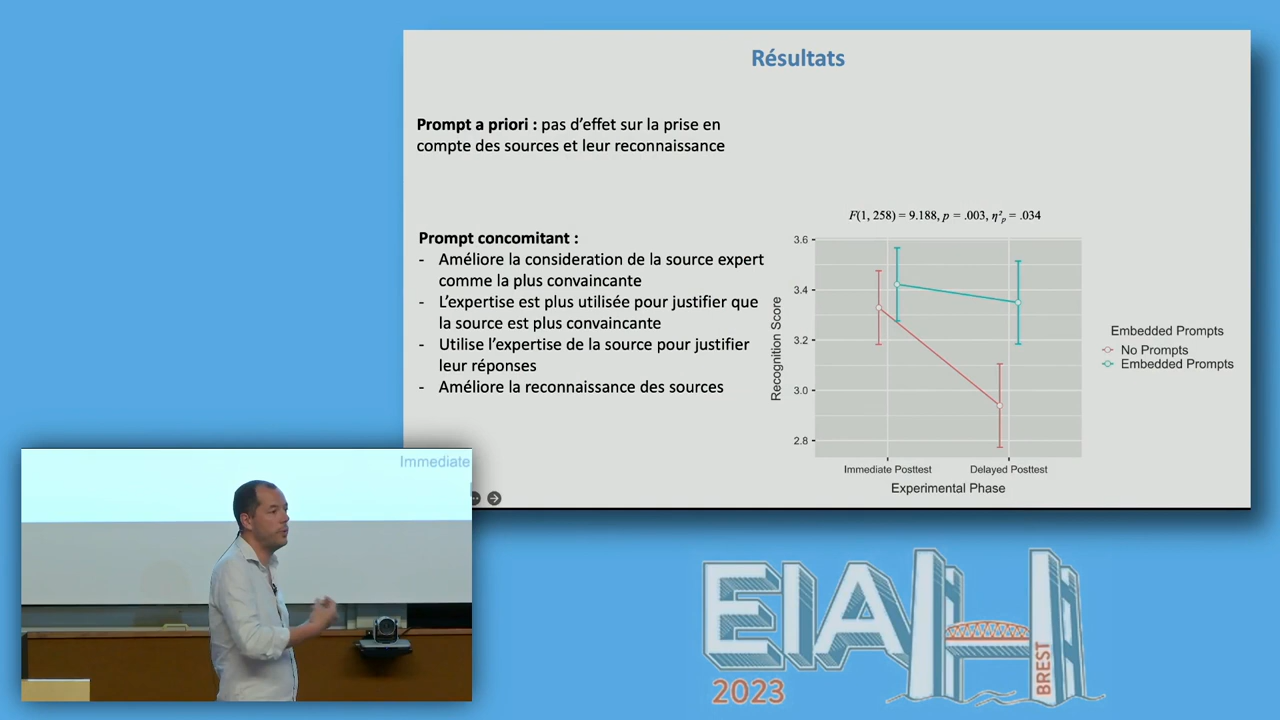 Résultats
Prompt a priori : pas d'effet sur la prise en
compte des sources et leur reconnaissance
Prompt concomitant :
- Améliore la consideration de la source expert
comme la plus convaincante
- L'expertise est plus utilisée pour justifier que
la source est plus convaincante
- Utilise l'expertise de la source pour justifier
leur réponses
- Améliore la reconnaissance des sources
F(1, 258) = 9.188, p = .003, η²p = .034
3.6
3.4
3.2
3.0
2.8
Recognition Score
Immediate Posttest
Delayed Posttest
Experimental Phase
Embedded Prompts
No Prompts
Embedded Prompts
Immediate
EIAH
2023
BREST